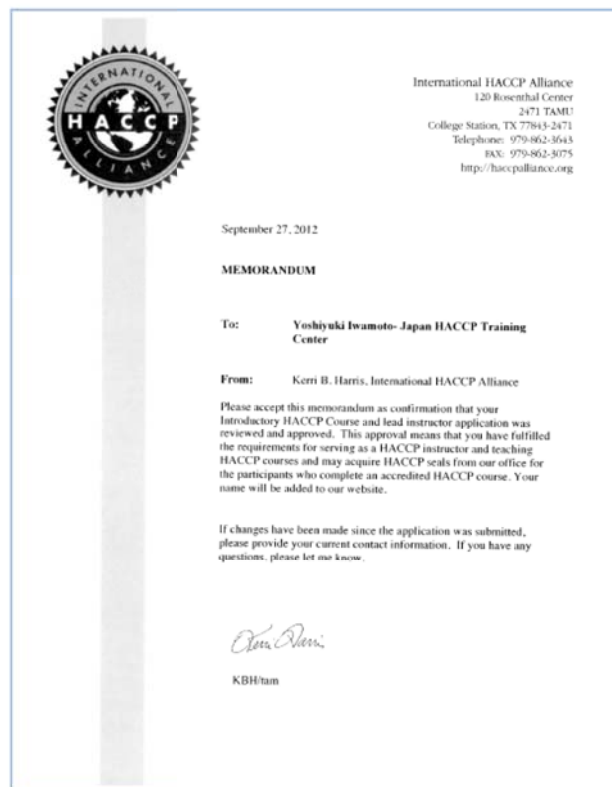 INTERNATIONAL
HACCP
ALLIANCE
International HACCP Alliance
120 Rosenthal Center
2471 TAMU
College Station, TX 77843-2471
Telephone: 979-862-3643
FAX: 979-862-3075
http://haccpalliance.org
September 27, 2012
MEMORANDUM
To: Yoshiyuki Iwamoto- Japan HACCP Training
Center
From: Kerri B. Harris, International HACCP Alliance
Please accept this memorandum as confirmation that your
Introductory HACCP Course and lead instructor application was
reviewed and approved. This approval means that you have fulfilled
the requirements for serving as a HACCP instructor and teaching
HACCP courses and may acquire HACCP seals from our office for
the participants who complete an accredited HACCP course. Your
name will be added to our website.
If changes have been made since the application was submitted,
please provide your current contact information. If you have any
questions, please let me know.
Kerri Harris
KBH/tam